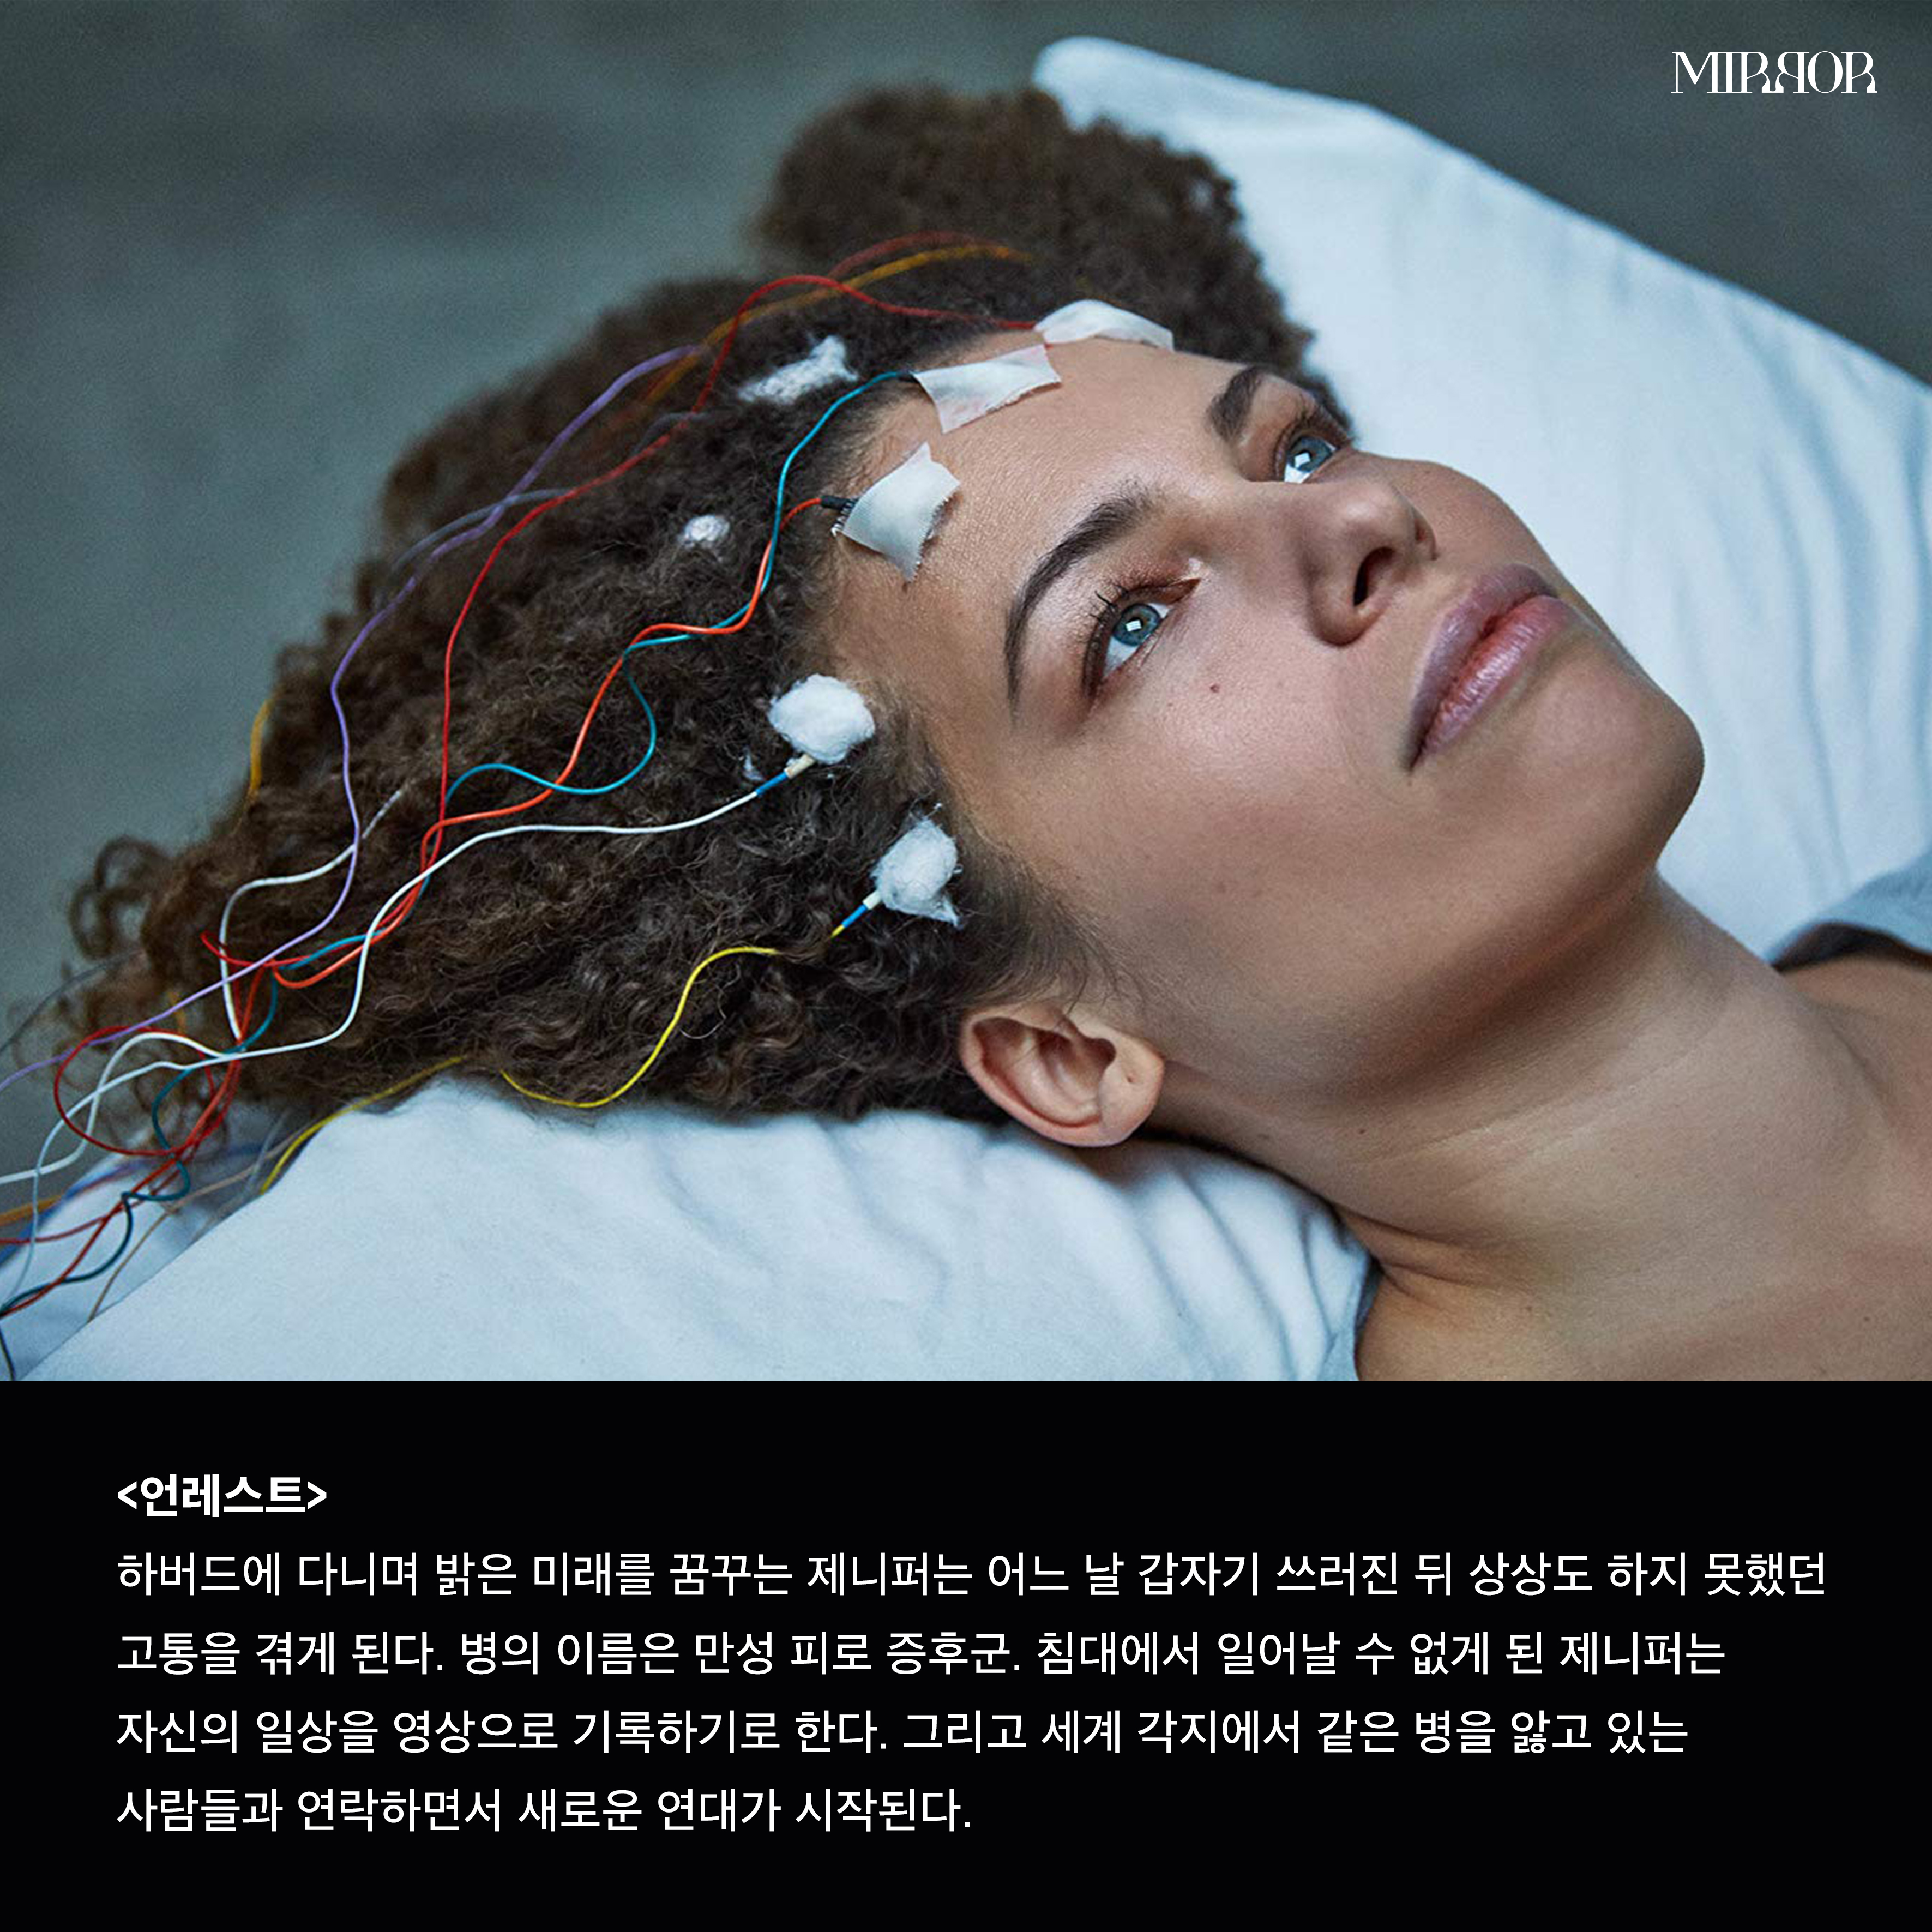 MIRROR
<언레스트>
하버드에 다니며 밝은 미래를 꿈꾸는 제니퍼는 어느 날 갑자기 쓰러진 뒤 상상도 하지 못했던
고통을 겪게 된다. 병의 이름은 만성 피로 증후군. 침대에서 일어날 수 없게 된 제니퍼는
자신의 일상을 영상으로 기록하기로 한다. 그리고 세계 각지에서 같은 병을 앓고 있는
사람들과 연락하면서 새로운 연대가 시작된다.